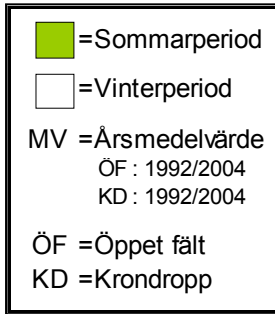 =Sommarperiod
=Vinterperiod
MV =Årsmedelvärde
ÖF : 1992/2004
KD : 1992/2004
ÖF =Öppet fält
KD =Krondropp